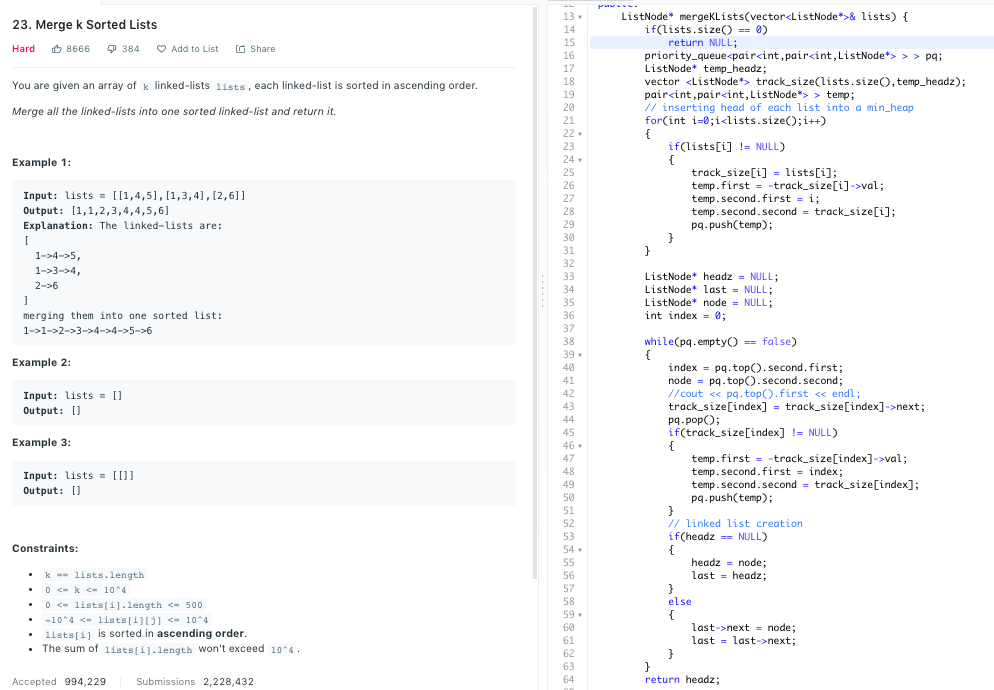 23. Merge k Sorted Lists
Hard 8666 384 Add to List Share
You are given an array of k linked-lists lists, each linked-list is sorted in ascending order.
Merge all the linked-lists into one sorted linked-list and return it.
Example 1:
Input: lists = [[1,4,5],[1,3,4],[2,6]]
Output: [1,1,2,3,4,4,5,6]
Explanation: The linked-lists are:
[
1->4->5,
1->3->4,
2->6
]
merging them into one sorted list:
1->1->2->3->4->4->5->6
Example 2:
Input: lists = []
Output: []
Example 3:
Input: lists = [[]]
Output: []
Constraints:
• k == lists.length
• 0 <= k <= 10^4
• 0 <= lists[i].length <= 500
• -10^4 <= lists[i][j] <= 10^4
• lists[i] is sorted in ascending order.
• The sum of lists[i].length won't exceed 10^4.
Accepted 994,229 Submissions 2,228,432
12 public:
13 ListNode* mergeKLists(vector<ListNode*>& lists) {
14 if(lists.size() == 0)
15 return NULL;
16 priority_queue<pair<int,pair<int,ListNode*> > > pq;
17 ListNode* temp_headz;
18 vector <ListNode*> track_size(lists.size(),temp_headz);
19 pair<int,pair<int,ListNode*> > temp;
20 // inserting head of each list into a min_heap
21 for(int i=0;i<lists.size();i++)
22 {
23 if(lists[i] != NULL)
24 {
25 track_size[i] = lists[i];
26 temp.first = -track_size[i]->val;
27 temp.second.first = i;
28 temp.second.second = track_size[i];
29 pq.push(temp);
30 }
31 }
32
33 ListNode* headz = NULL;
34 ListNode* last = NULL;
35 ListNode* node = NULL;
36 int index = 0;
37
38 while(pq.empty() == false)
39 {
40 index = pq.top().second.first;
41 node = pq.top().second.second;
42 //cout << pq.top().first << endl;
43 track_size[index] = track_size[index]->next;
44 pq.pop();
45 if(track_size[index] != NULL)
46 {
47 temp.first = -track_size[index]->val;
48 temp.second.first = index;
49 temp.second.second = track_size[index];
50 pq.push(temp);
51 }
52 // linked list creation
53 if(headz == NULL)
54 {
55 headz = node;
56 last = headz;
57 }
58 else
59 {
60 last->next = node;
61 last = last->next;
62 }
63 }
64 return headz;